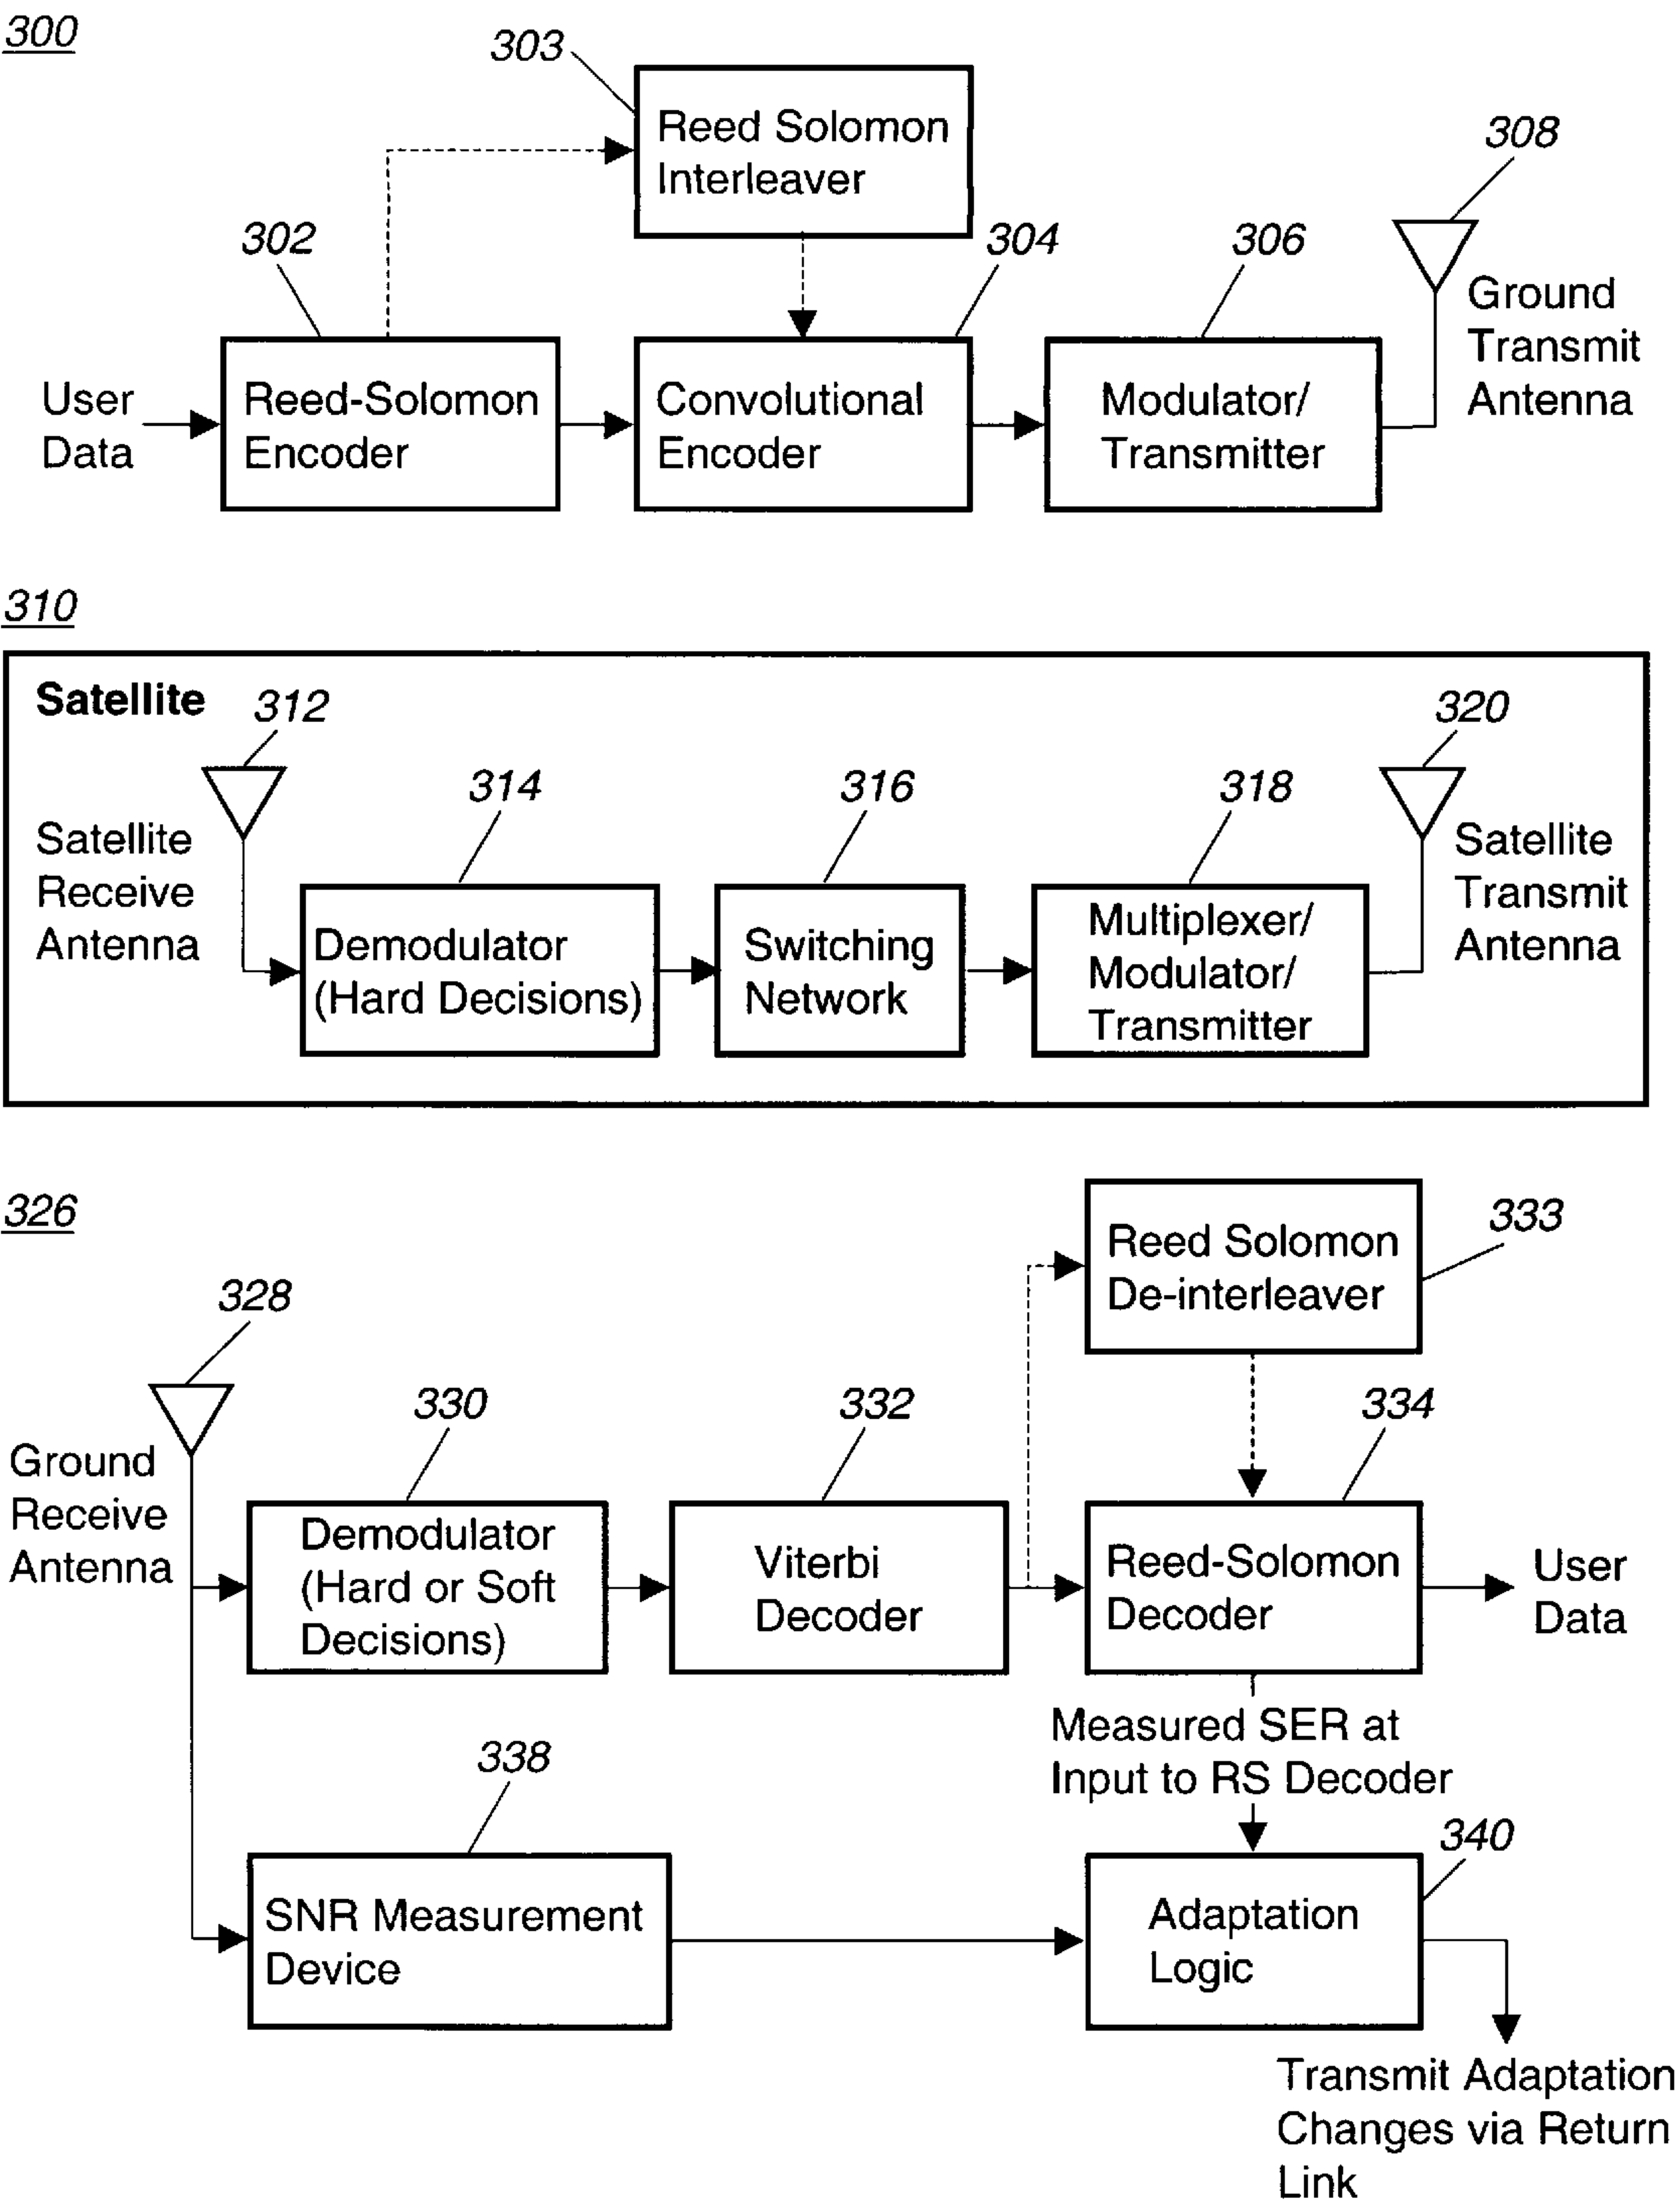 300
303
Reed Solomon
Interleaver
308
302
304
306
Ground
Transmit
Antenna
User
Data
Reed-Solomon
Encoder
Convolutional
Encoder
Modulator/
Transmitter
310
Satellite
312
320
314
316
318
Satellite
Receive
Antenna
Demodulator
(Hard Decisions)
Switching
Network
Multiplexer/
Modulator/
Transmitter
Satellite
Transmit
Antenna
326
Reed Solomon
De-interleaver
333
328
330
332
334
Ground
Receive
Antenna
Demodulator
(Hard or Soft
Decisions)
Viterbi
Decoder
Reed-Solomon
Decoder
User
Data
Measured SER at
Input to RS Decoder
338
340
SNR Measurement
Device
Adaptation
Logic
Transmit Adaptation
Changes via Return
Link